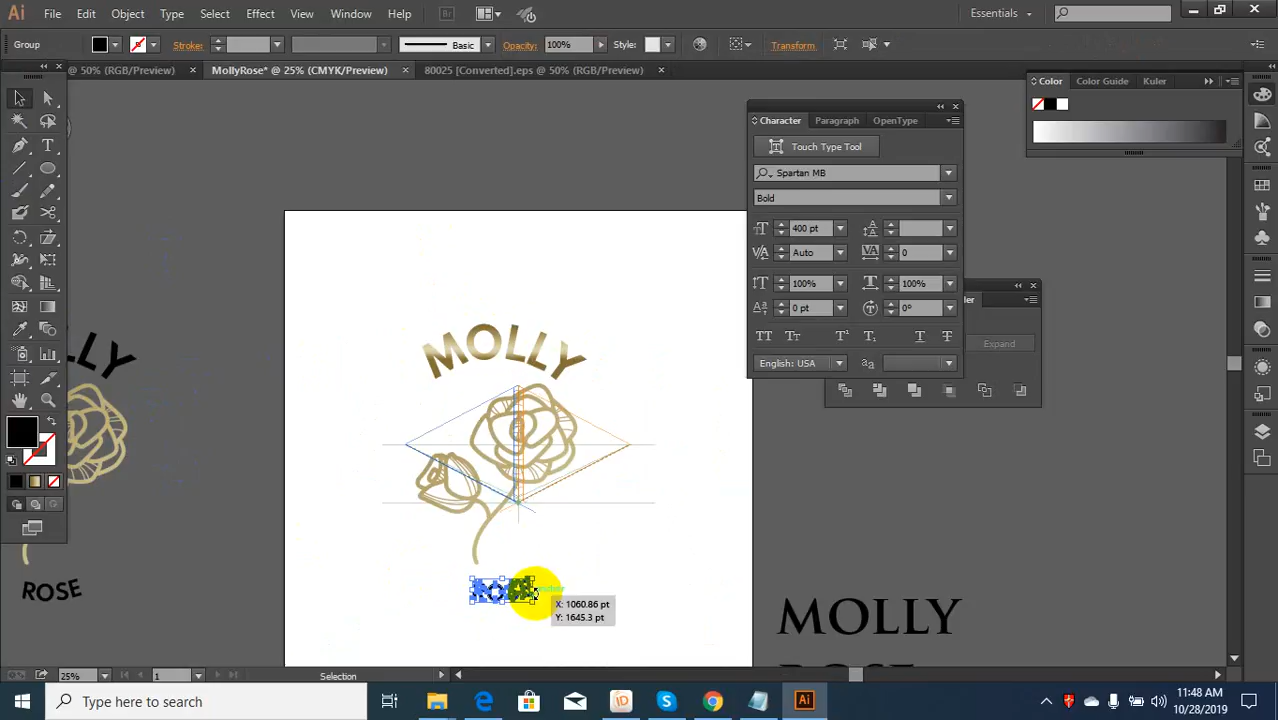 Ai File Edit Object Type Select Effect View Window Help Br Essentials
Group Stroke: Basic Opacity: 100% Style: Transform
@ 50% (RGB/Preview) × MollyRose* @ 25% (CMYK/Preview) × 80025 [Converted].eps @ 50% (RGB/Preview) ×
Color Color Guide Kuler
Character Paragraph OpenType
Touch Type Tool
Spartan MB
Bold
400 pt
Auto 0
100% 100%
0 pt 0°
English: USA
Expand
MOLLY
LLY
ROSE
X: 1060.86 pt
Y: 1645.3 pt
MOLLY
25% 1 Selection
Type here to search
11:48 AM
10/28/2019